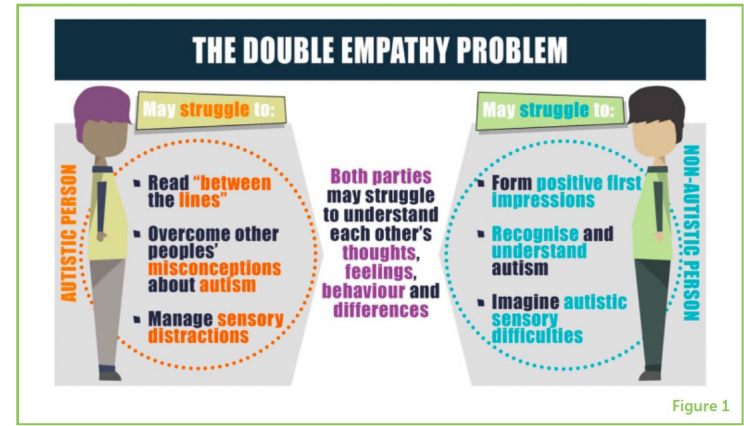 THE DOUBLE EMPATHY PROBLEM
May struggle to:
AUTISTIC PERSON
▪ Read “between
the lines”
▪ Overcome other
peoples’
misconceptions
about autism
▪ Manage sensory
distractions
Both parties
may struggle
to understand
each other’s
thoughts,
feelings,
behaviour and
differences
May struggle to:
▪ Form positive first
impressions
▪ Recognise and
understand
autism
▪ Imagine autistic
sensory
difficulties
NON-AUTISTIC PERSON
Figure 1